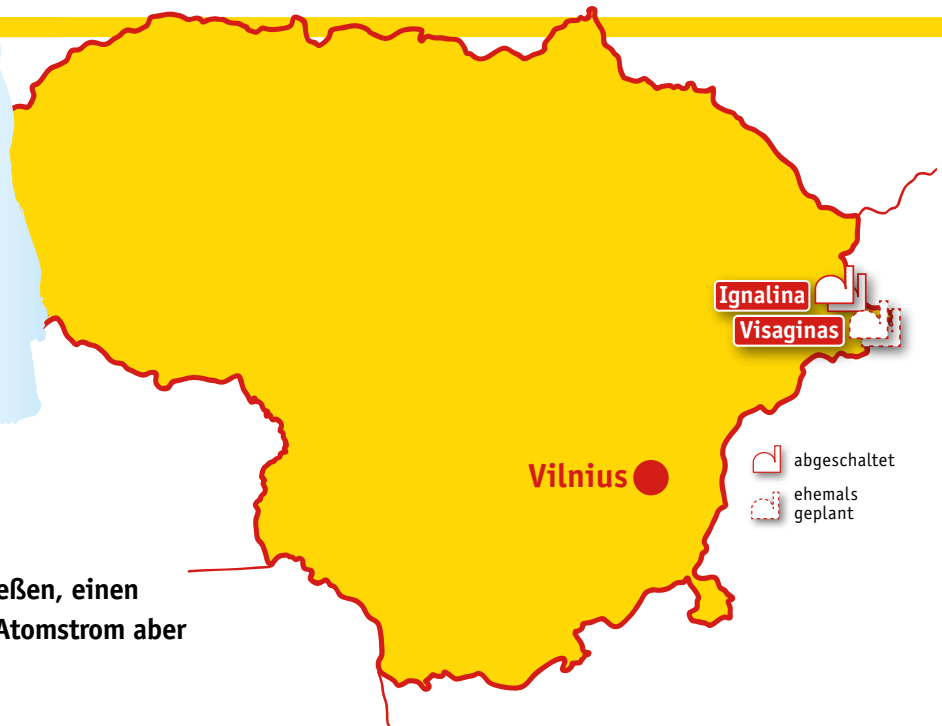 Ignalina
Visaginas
Vilnius
abgeschaltet
ehemals
geplant
eßen, einen
Atomstrom aber